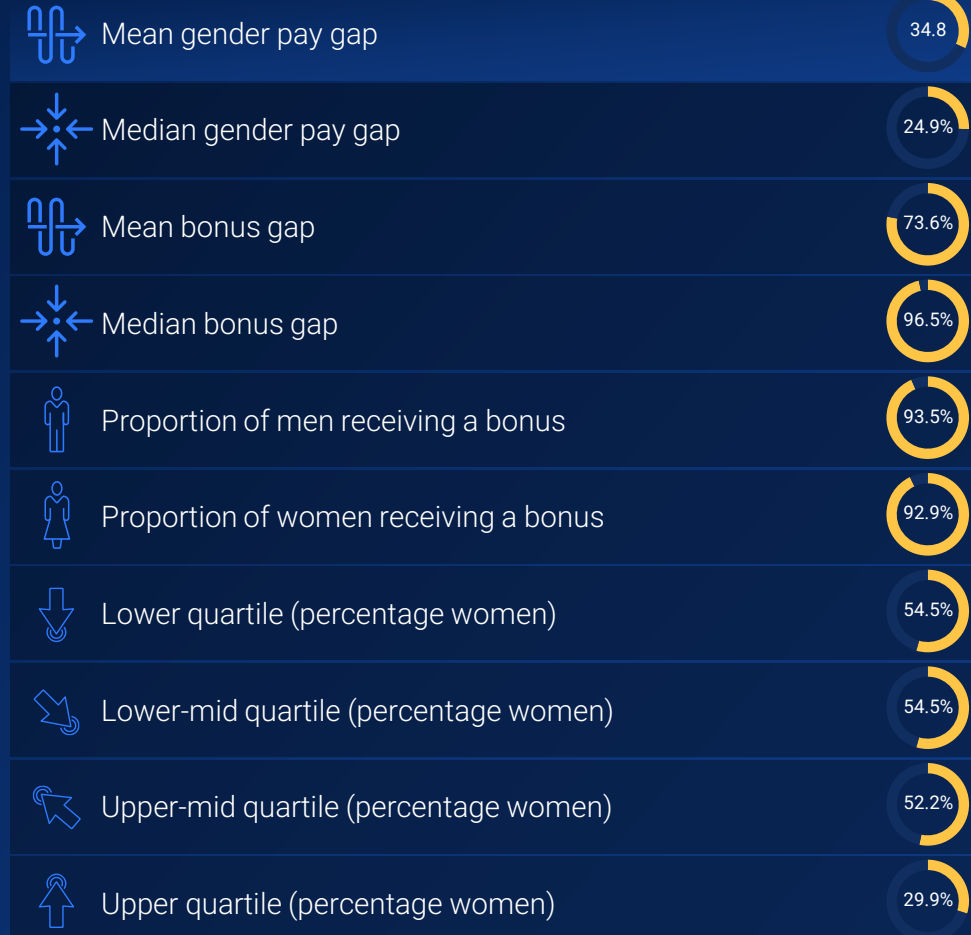 Mean gender pay gap 34.8
Median gender pay gap 24.9%
Mean bonus gap 73.6%
Median bonus gap 96.5%
Proportion of men receiving a bonus 93.5%
Proportion of women receiving a bonus 92.9%
Lower quartile (percentage women) 54.5%
Lower-mid quartile (percentage women) 54.5%
Upper-mid quartile (percentage women) 52.2%
Upper quartile (percentage women) 29.9%